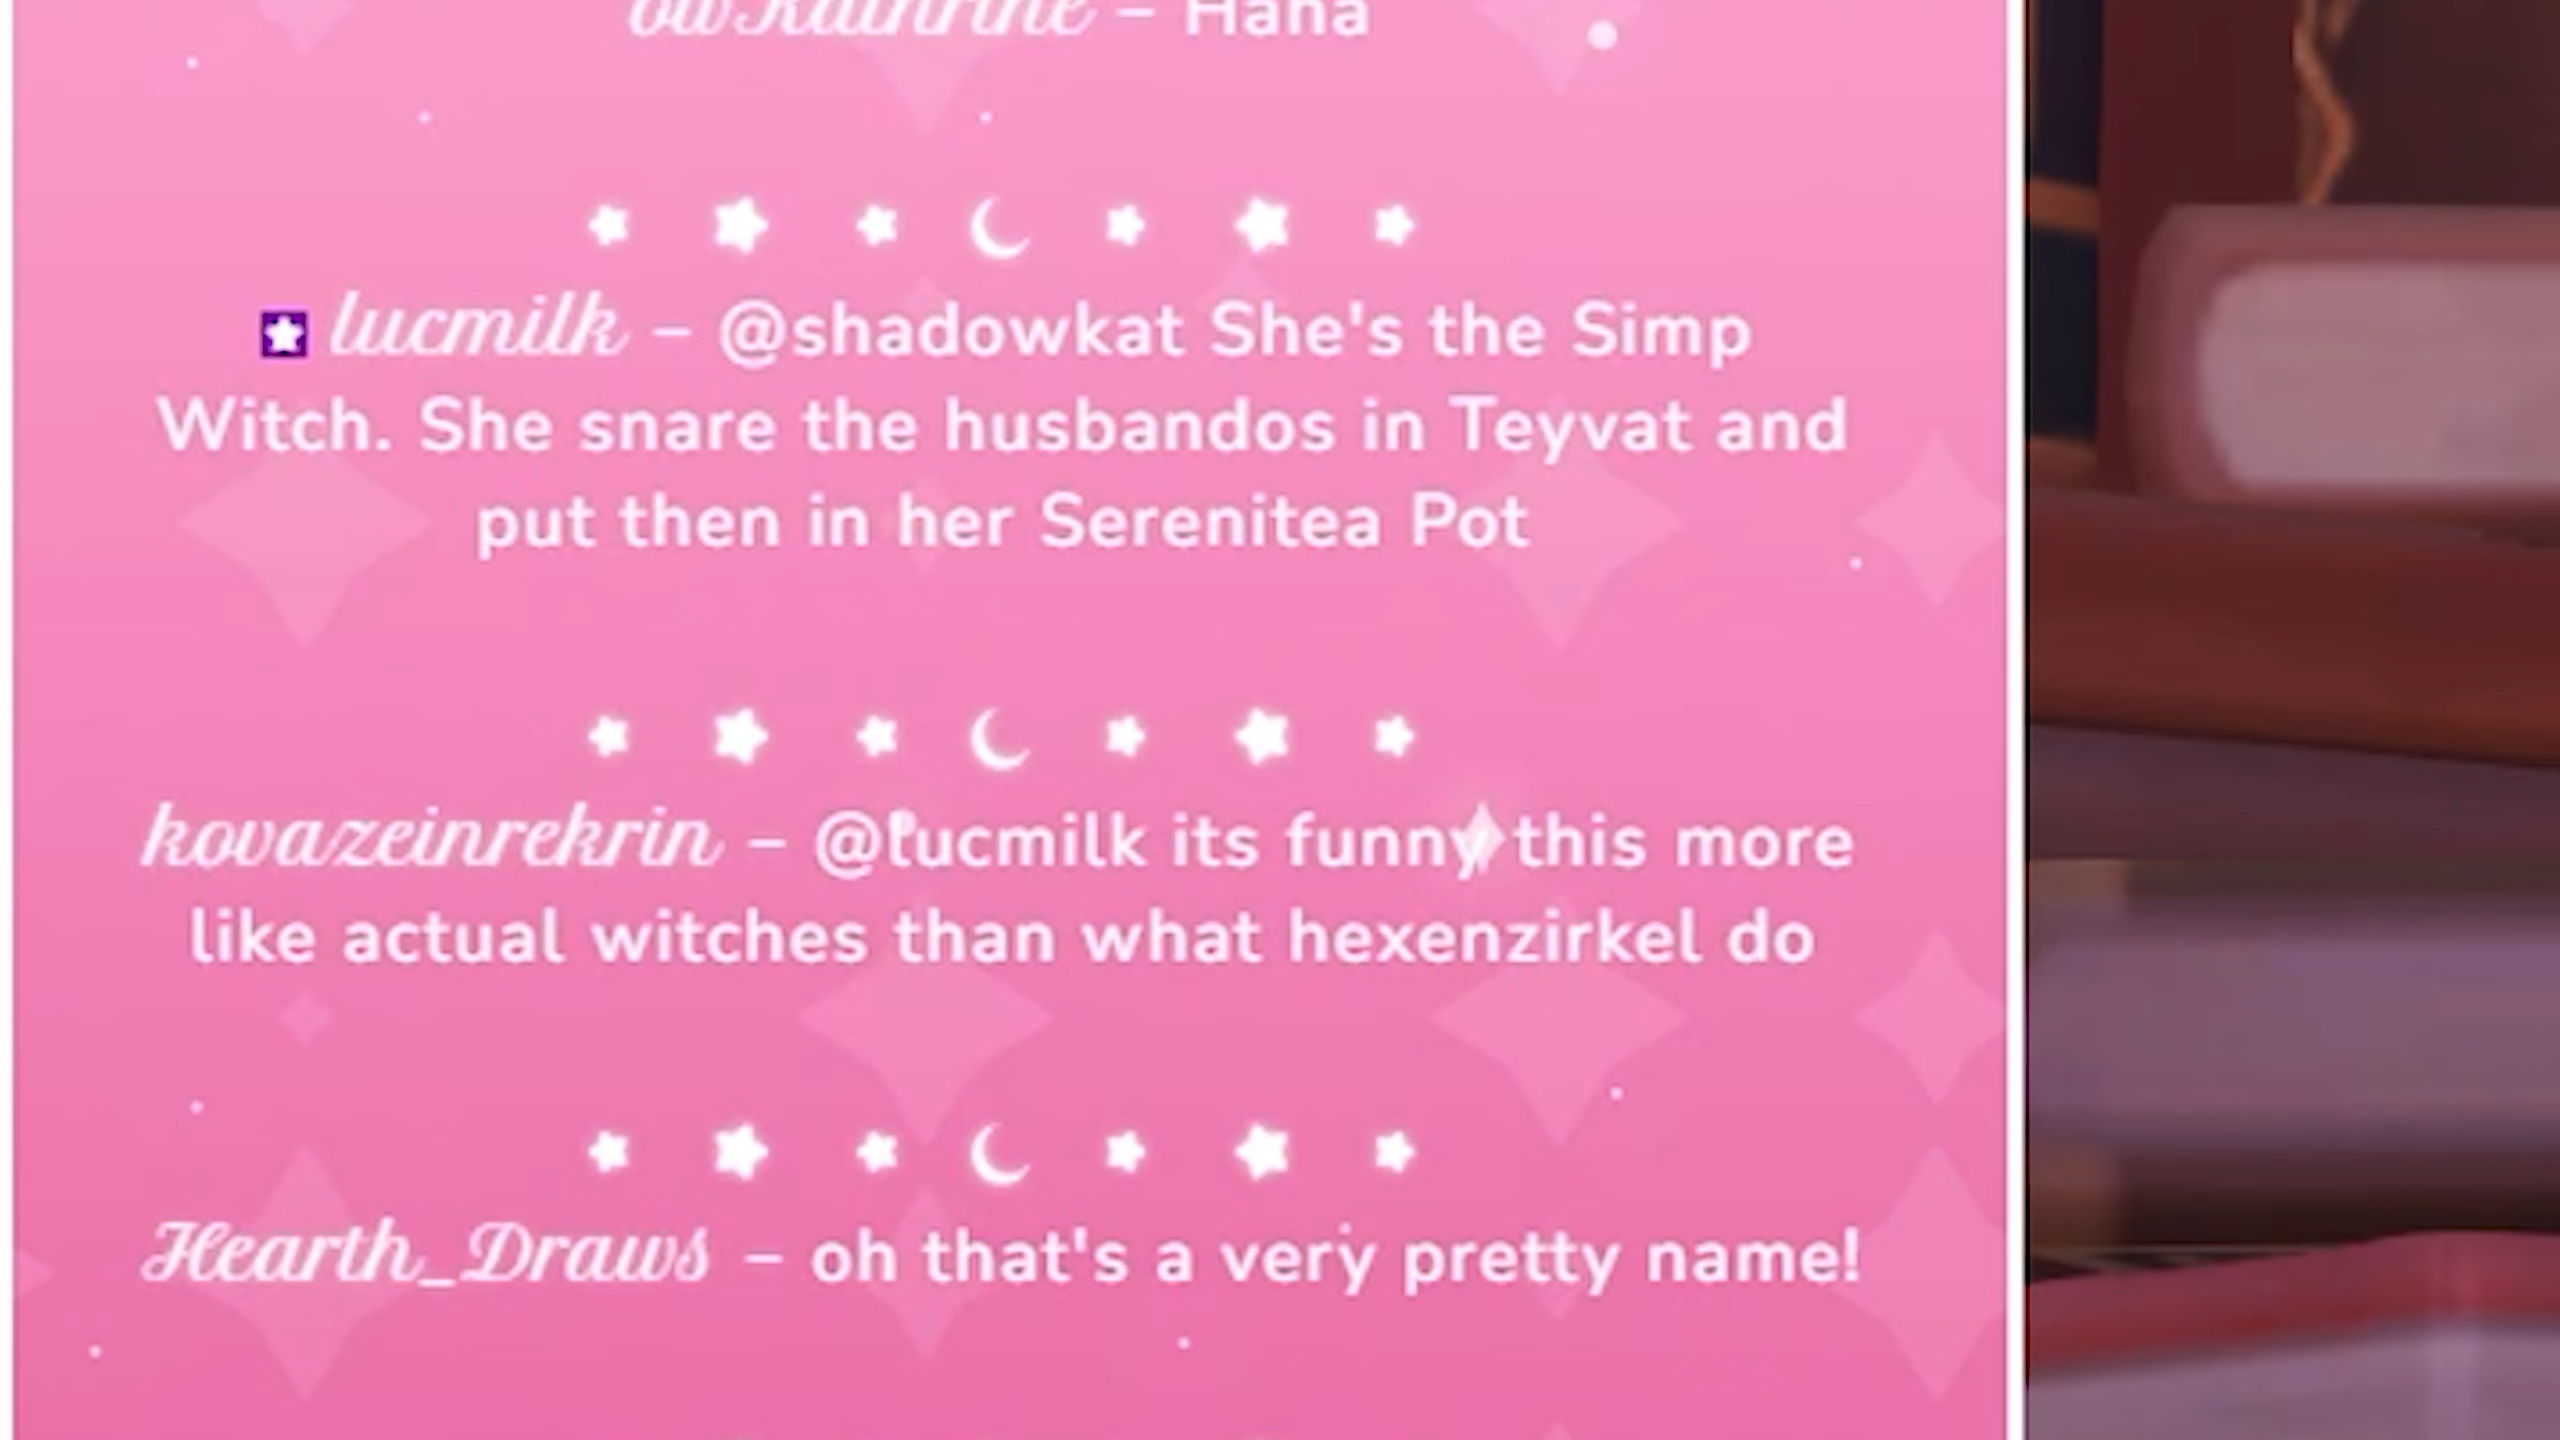 owKathrine – Haha
lucmilk – @shadowkat She's the Simp
Witch. She snare the husbandos in Teyvat and
put then in her Serenitea Pot
kovazeinrekrin – @lucmilk its funny this more
like actual witches than what hexenzirkel do
Hearth_Draws – oh that's a very pretty name!